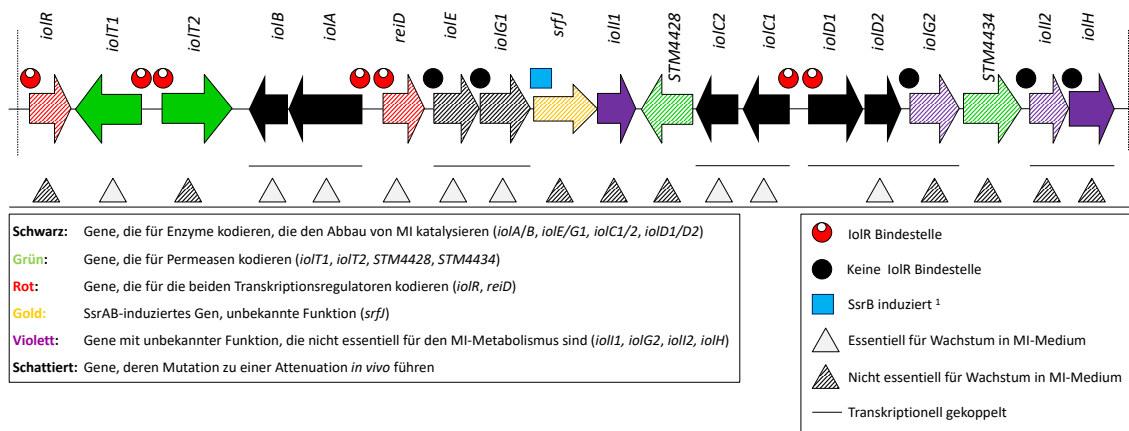 iolR iolT1 iolT2 iolB iolA reiD iolE iolG1 srfJ iolI1 STM4428 iolC2 iolC1 iolD1 iolD2 iolG2 STM4434 iolI2 iolH
Schwarz: Gene, die für Enzyme kodieren, die den Abbau von MI katalysieren (iolA/B, iolE/G1, iolC1/2, iolD1/D2)
Grün: Gene, die für Permeasen kodieren (iolT1, iolT2, STM4428, STM4434)
Rot: Gene, die für die beiden Transkriptionsregulatoren kodieren (iolR, reiD)
Gold: SsrAB-induziertes Gen, unbekannte Funktion (srfJ)
Violett: Gene mit unbekannter Funktion, die nicht essentiell für den MI-Metabolismus sind (iolI1, iolG2, iolI2, iolH)
Schattiert: Gene, deren Mutation zu einer Attenuation in vivo führen
IolR Bindestelle
Keine IolR Bindestelle
SsrB induziert 1
Essentiell für Wachstum in MI-Medium
Nicht essentiell für Wachstum in MI-Medium
Transkriptionell gekoppelt